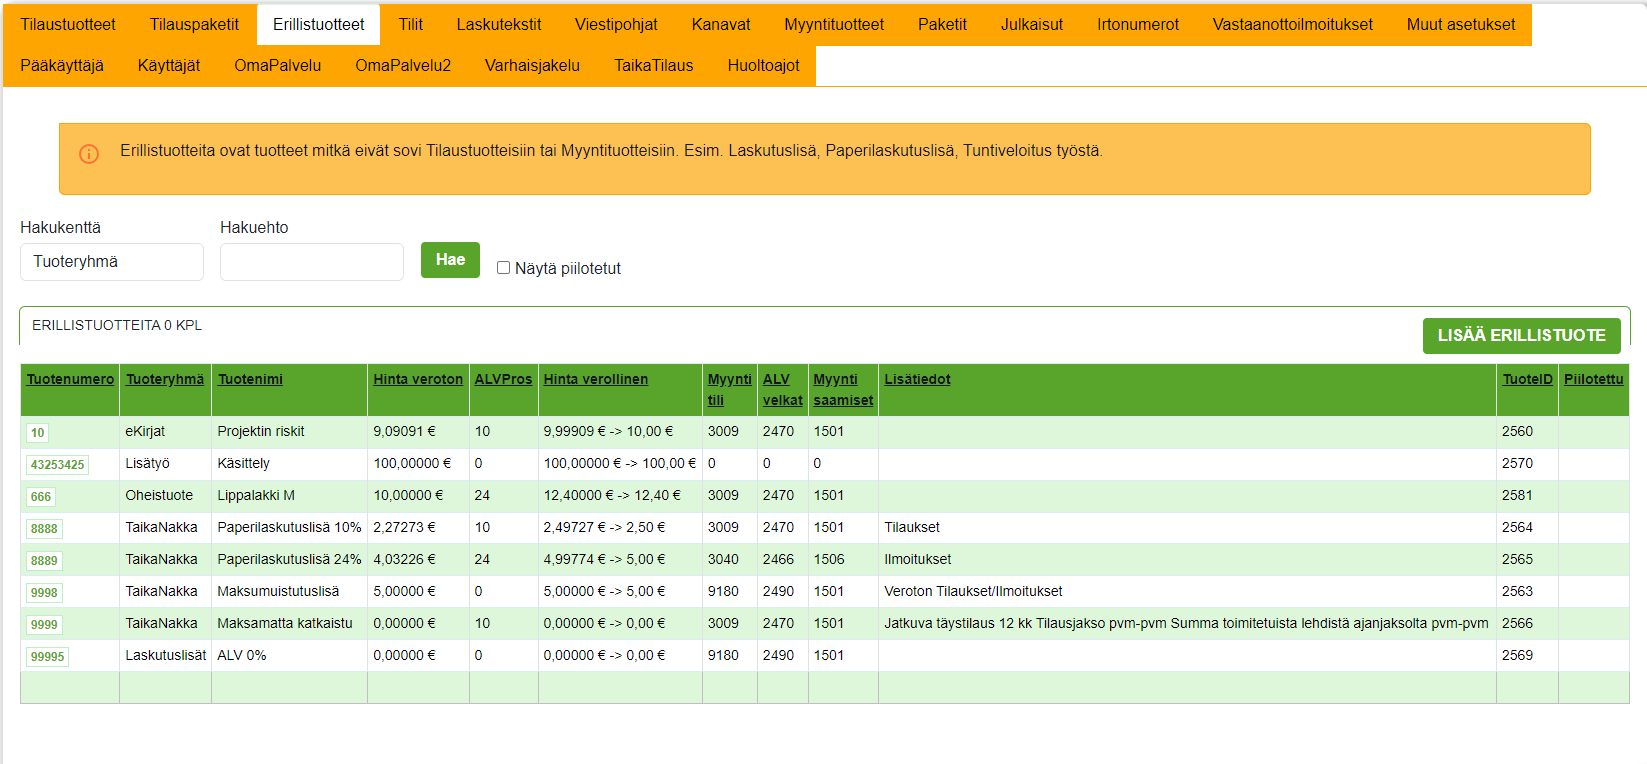 Tilaustuotteet Tilauspaketit Erillistuotteet Tilit Laskutekstit Viestipohjat Kanavat Myyntituotteet Paketit Julkaisut Irtonumerot Vastaanottoilmoitukset Muut asetukset
Pääkäyttäjä Käyttäjät OmaPalvelu OmaPalvelu2 Varhaisjakelu TaikaTilaus Huoltoajot
Erillistuotteita ovat tuotteet mitkä eivät sovi Tilaustuotteisiin tai Myyntituotteisiin. Esim. Laskutuslisä, Paperilaskutuslisä, Tuntiveloitus työstä.
Hakukenttä Hakuehto
Tuoteryhmä Hae Näytä piilotetut
ERILLISTUOTTEITA 0 KPL LISÄÄ ERILLISTUOTE
Tuotenumero Tuoteryhmä Tuotenimi Hinta veroton ALVPros Hinta verollinen Myynti ALV Myynti Lisätiedot TuoteID Piilotettu
tili velkat saamiset
10 eKirjat Projektin riskit 9,09091 € 10 9,99909 € -> 10,00 € 3009 2470 1501 2560
43253425 Lisätyö Käsittely 100,00000 € 0 100,00000 € -> 100,00 € 0 0 0 2570
666 Oheistuote Lippalakki M 10,00000 € 24 12,40000 € -> 12,40 € 3009 2470 1501 2581
8888 TaikaNakka Paperilaskutuslisä 10% 2,27273 € 10 2,49727 € -> 2,50 € 3009 2470 1501 Tilaukset 2564
8889 TaikaNakka Paperilaskutuslisä 24% 4,03226 € 24 4,99774 € -> 5,00 € 3040 2466 1506 Ilmoitukset 2565
9998 TaikaNakka Maksumuistutuslisä 5,00000 € 0 5,00000 € -> 5,00 € 9180 2490 1501 Veroton Tilaukset/Ilmoitukset 2563
9999 TaikaNakka Maksamatta katkaistu 0,00000 € 10 0,00000 € -> 0,00 € 3009 2470 1501 Jatkuva täystilaus 12 kk Tilausjakso pvm-pvm Summa toimitetuista lehdistä ajanjaksolta pvm-pvm 2566
99995 Laskutuslisät ALV 0% 0,00000 € 0 0,00000 € -> 0,00 € 9180 2490 1501 2569